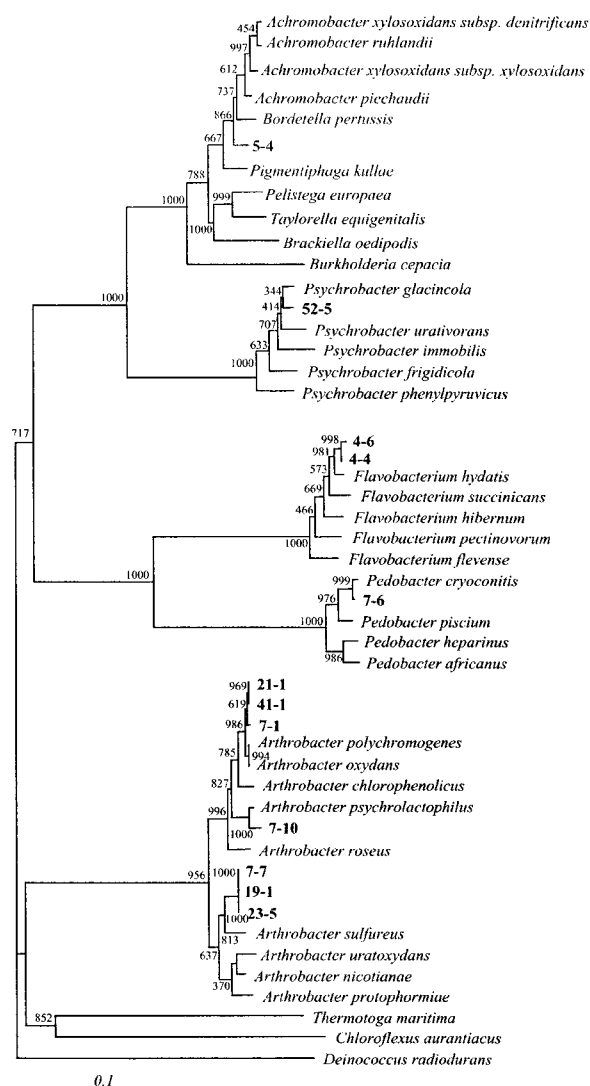 454
Achromobacter xylosoxidans subsp. denitrificans
Achromobacter ruhlandii
997
612
Achromobacter xylosoxidans subsp. xylosoxidans
737
Achromobacter piechaudii
866
Bordetella pertussis
667
5-4
788
Pigmentiphaga kullae
1000
999
Pelistega europaea
Taylorella equigenitalis
1000
Brackiella oedipodis
Burkholderia cepacia
1000
344
Psychrobacter glacincola
414
52-5
707
Psychrobacter urativorans
633
Psychrobacter immobilis
1000
Psychrobacter frigidicola
Psychrobacter phenylpyruvicus
717
998
4-6
981
4-4
573
Flavobacterium hydatis
669
Flavobacterium succinicans
466
Flavobacterium hibernum
1000
Flavobacterium pectinovorum
Flavobacterium flevense
1000
999
Pedobacter cryoconitis
976
7-6
1000
Pedobacter piscium
Pedobacter heparinus
986
Pedobacter africanus
969
21-1
619
41-1
986
7-1
785
Arthrobacter polychromogenes
994
Arthrobacter oxydans
827
Arthrobacter chlorophenolicus
996
Arthrobacter psychrolactophilus
1000
7-10
Arthrobacter roseus
956
1000
7-7
19-1
1000
23-5
813
Arthrobacter sulfureus
637
Arthrobacter uratoxydans
Arthrobacter nicotianae
370
Arthrobacter protophormiae
852
Thermotoga maritima
Chloroflexus aurantiacus
Deinococcus radiodurans
0.1